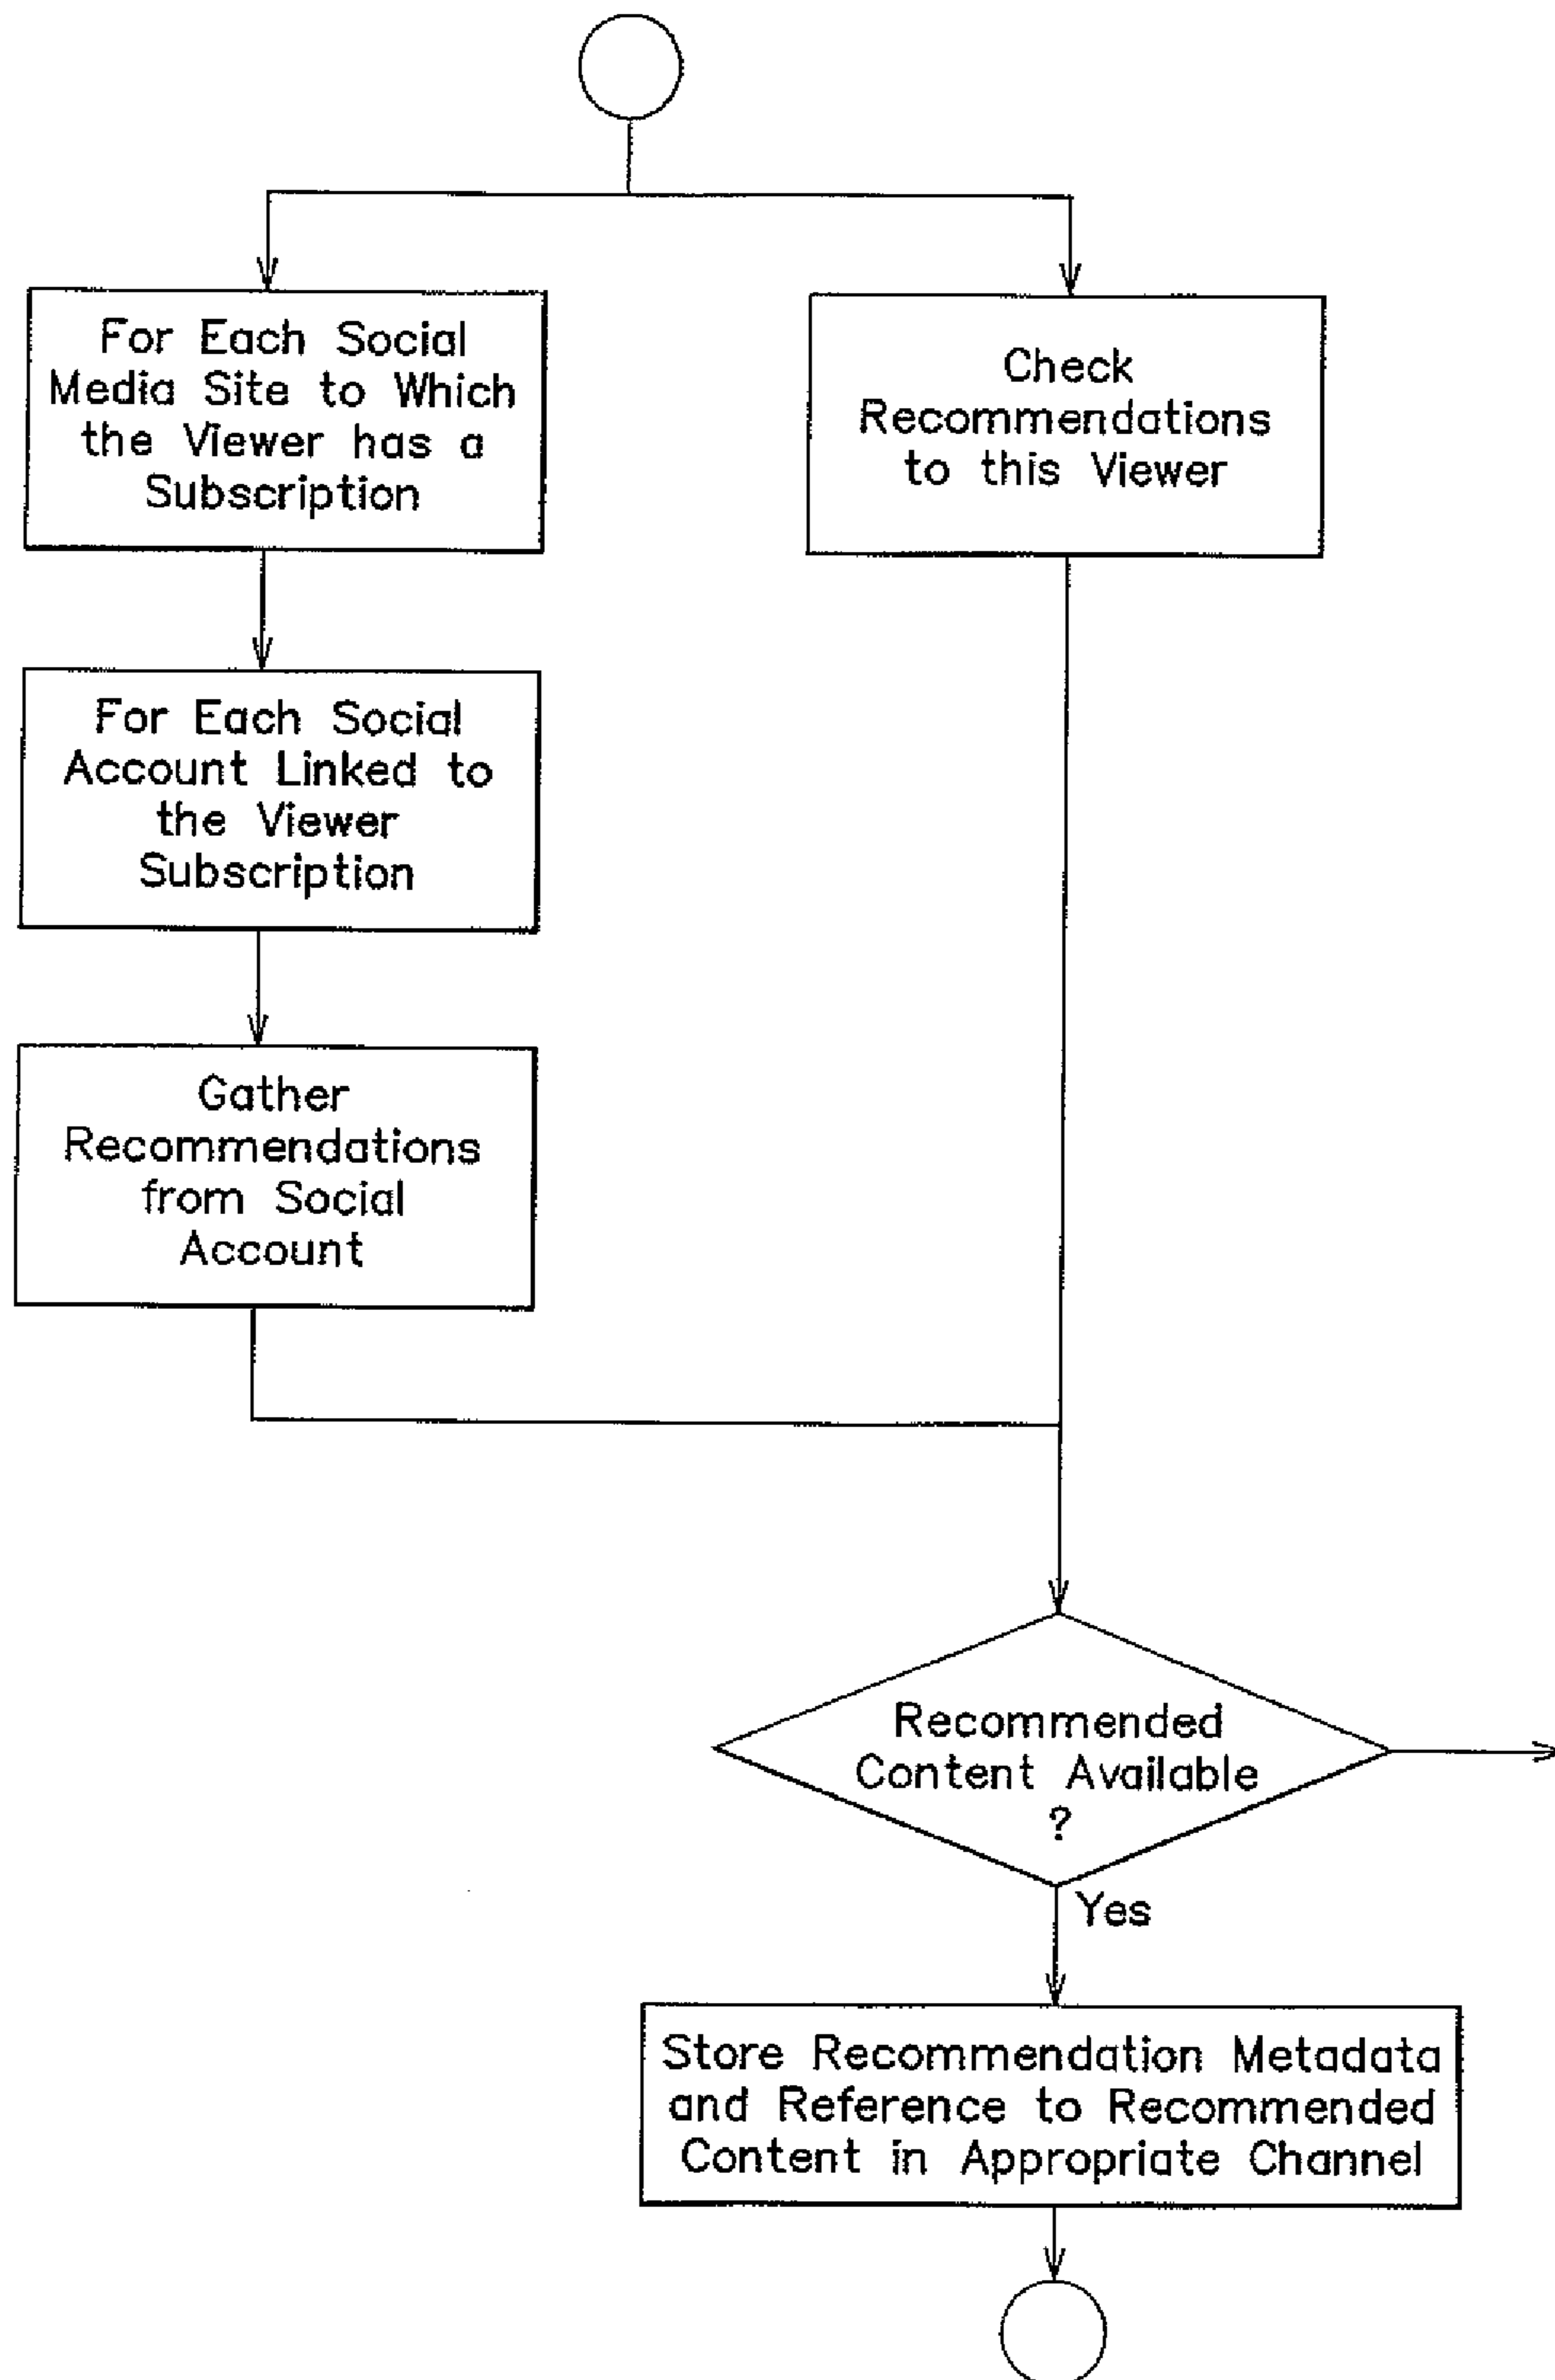 For Each Social
Media Site to Which
the Viewer has a
Subscription
Check
Recommendations
to this Viewer
For Each Social
Account Linked to
the Viewer
Subscription
Gather
Recommendations
from Social
Account
Recommended
Content Available
?
Yes
Store Recommendation Metadata
and Reference to Recommended
Content in Appropriate Channel